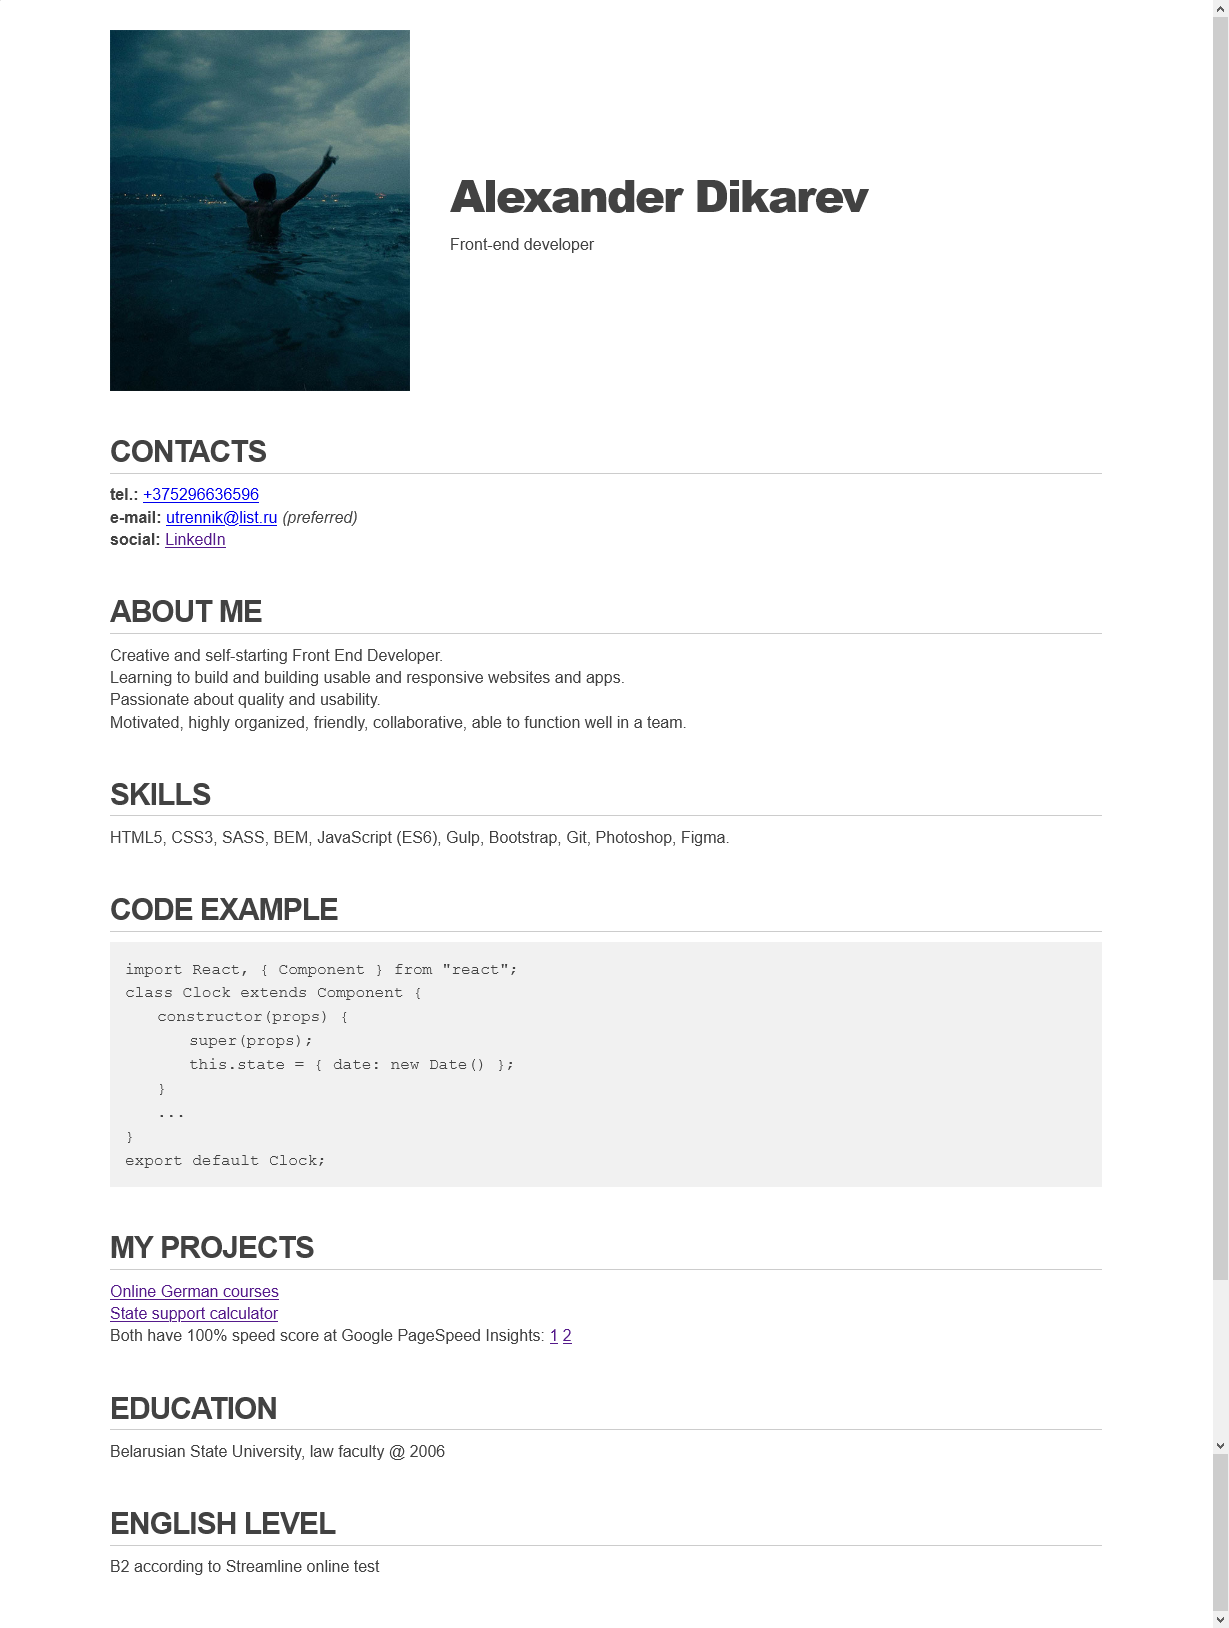 Alexander Dikarev
Front-end developer
CONTACTS
tel.: +375296636596
e-mail: utrennik@list.ru (preferred)
social: LinkedIn
ABOUT ME
Creative and self-starting Front End Developer.
Learning to build and building usable and responsive websites and apps.
Passionate about quality and usability.
Motivated, highly organized, friendly, collaborative, able to function well in a team.
SKILLS
HTML5, CSS3, SASS, BEM, JavaScript (ES6), Gulp, Bootstrap, Git, Photoshop, Figma.
CODE EXAMPLE
import React, { Component } from "react";
class Clock extends Component {
constructor(props) {
super(props);
this.state = { date: new Date() };
}
...
}
export default Clock;
MY PROJECTS
Online German courses
State support calculator
Both have 100% speed score at Google PageSpeed Insights: 1 2
EDUCATION
Belarusian State University, law faculty @ 2006
ENGLISH LEVEL
B2 according to Streamline online test